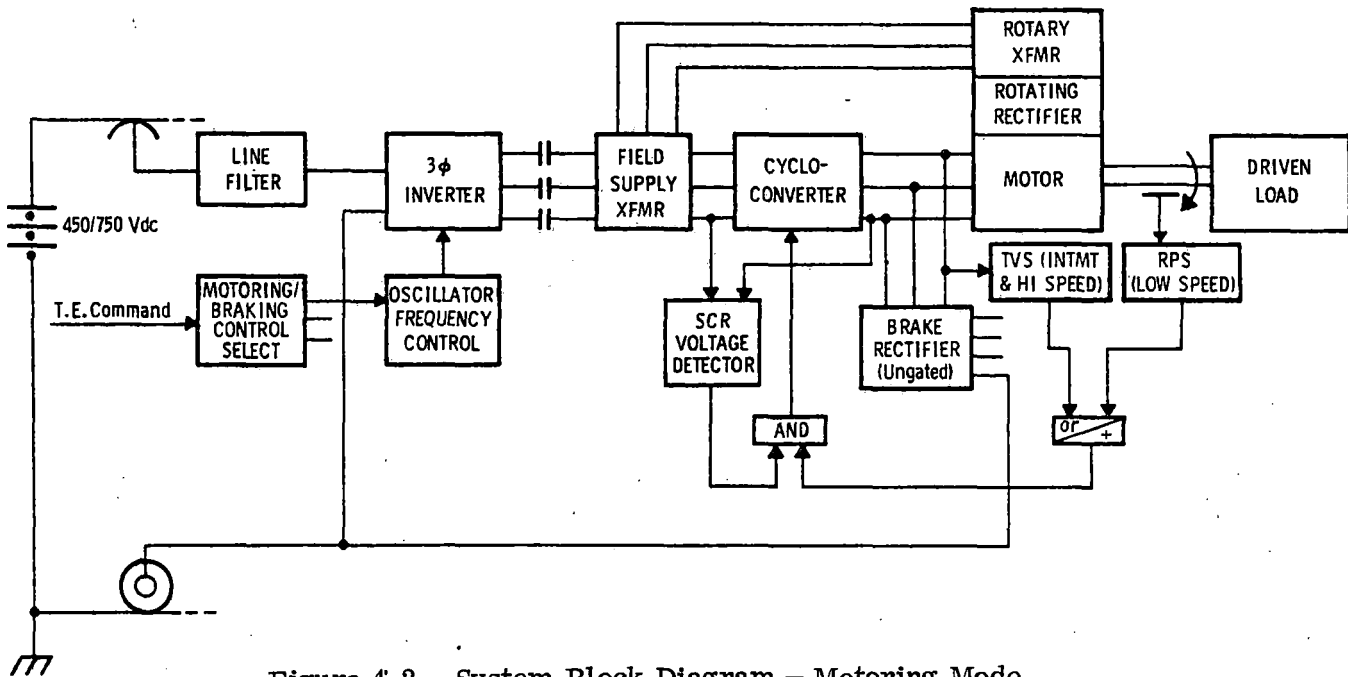 ROTARY
XFMR
ROTATING
RECTIFIER
MOTOR
LINE
FILTER
3ϕ
INVERTER
FIELD
SUPPLY
XFMR
CYCLO-
CONVERTER
DRIVEN
LOAD
450/750 Vdc
T.E. Command
MOTORING/
BRAKING
CONTROL
SELECT
OSCILLATOR
FREQUENCY
CONTROL
SCR
VOLTAGE
DETECTOR
BRAKE
RECTIFIER
(Ungated)
TVS (INTMT
& HI SPEED)
RPS
(LOW SPEED)
AND
or
+
Figure 4-2. System Block Diagram – Motoring Mode